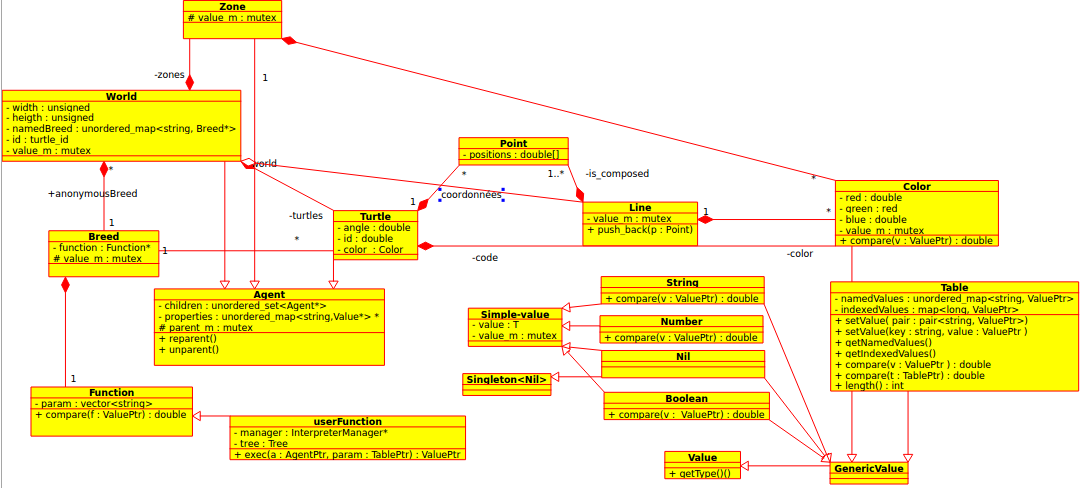 Zone
# value_m : mutex
-zones
1
World
- width : unsigned
- heigth : unsigned
- namedBreed : unordered_map<string, Breed*>
- id : turtle_id
- value_m : mutex
*
+anonymousBreed
1
world
Point
- positions : double[]
*
1..*
-is_composed
coordonnées
1
-turtles
*
Turtle
- angle : double
- id : double
- color : Color
Line
- value_m : mutex
+ push_back(p : Point)
1
*
*
Color
- red : double
- green : red
- blue : double
- value_m : mutex
+ compare(v : ValuePtr) : double
-code
-color
Breed
- function : Function*
# value_m : mutex
1
Agent
- children : unordered_set<Agent*>
- properties : unordered_map<string,Value*> *
# parent_m : mutex
+ reparent()
+ unparent()
String
+ compare(v : ValuePtr) : double
Simple-value
- value : T
- value_m : mutex
Number
+ compare(v : ValuePtr) : double
Nil
Singleton<Nil>
Boolean
+ compare(v : ValuePtr) : double
Table
- namedValues : unordered_map<string, ValuePtr>
- indexedValues : map<long, ValuePtr>
+ setValue( pair : pair<string, ValuePtr>)
+ setValue(key : string, value : ValuePtr )
+ getNamedValues()
+ getIndexedValues()
+ compare(v : ValuePtr ) : double
+ compare(t : TablePtr) : double
+ length() : int
1
Function
- param : vector<string>
+ compare(f : ValuePtr) : double
userFunction
- manager : InterpreterManager*
- tree : Tree
+ exec(a : AgentPtr, param : TablePtr) : ValuePtr
Value
+ getType()()
GenericValue